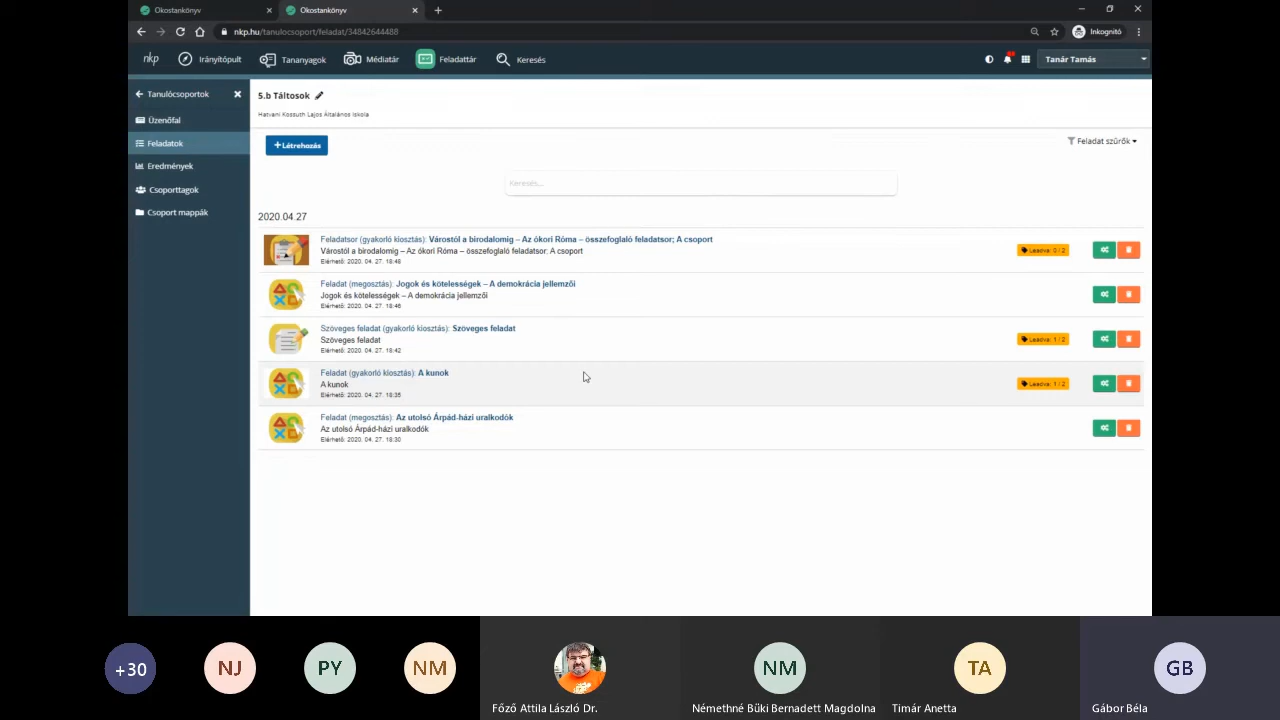 Okostankönyv
Okostankönyv
nkp.hu/tanulocsoport/feladat/34842644488
Inkognitó
nkp
Irányítópult
Tananyagok
Médiatár
Feladattár
Keresés
Tanár Tamás
Tanulócsoportok
Üzenőfal
Feladatok
Eredmények
Csoporttagok
Csoport mappák
5.b Táltosok
Hatvani Kossuth Lajos Általános Iskola
+Létrehozás
Feladat szűrők
Keresés...
2020.04.27
Feladatsor (gyakorló kiosztás): Várostól a birodalomig – Az ókori Róma – összefoglaló feladatsor; A csoport
Várostól a birodalomig – Az ókori Róma – összefoglaló feladatsor; A csoport
Elérhető: 2020. 04. 27. 18:48
Leadva: 0 / 2
Feladat (megosztás): Jogok és kötelességek – A demokrácia jellemzői
Jogok és kötelességek – A demokrácia jellemzői
Elérhető: 2020. 04. 27. 18:46
Szöveges feladat (gyakorló kiosztás): Szöveges feladat
Szöveges feladat
Elérhető: 2020. 04. 27. 18:42
Leadva: 1 / 2
Feladat (gyakorló kiosztás): A kunok
A kunok
Elérhető: 2020. 04. 27. 18:35
Leadva: 1 / 2
Feladat (megosztás): Az utolsó Árpád-házi uralkodók
Az utolsó Árpád-házi uralkodók
Elérhető: 2020. 04. 27. 18:30
+30
NJ
PY
NM
NM
TA
GB
Főző Attila László Dr.
Némethné Büki Bernadett Magdolna
Timár Anetta
Gábor Béla